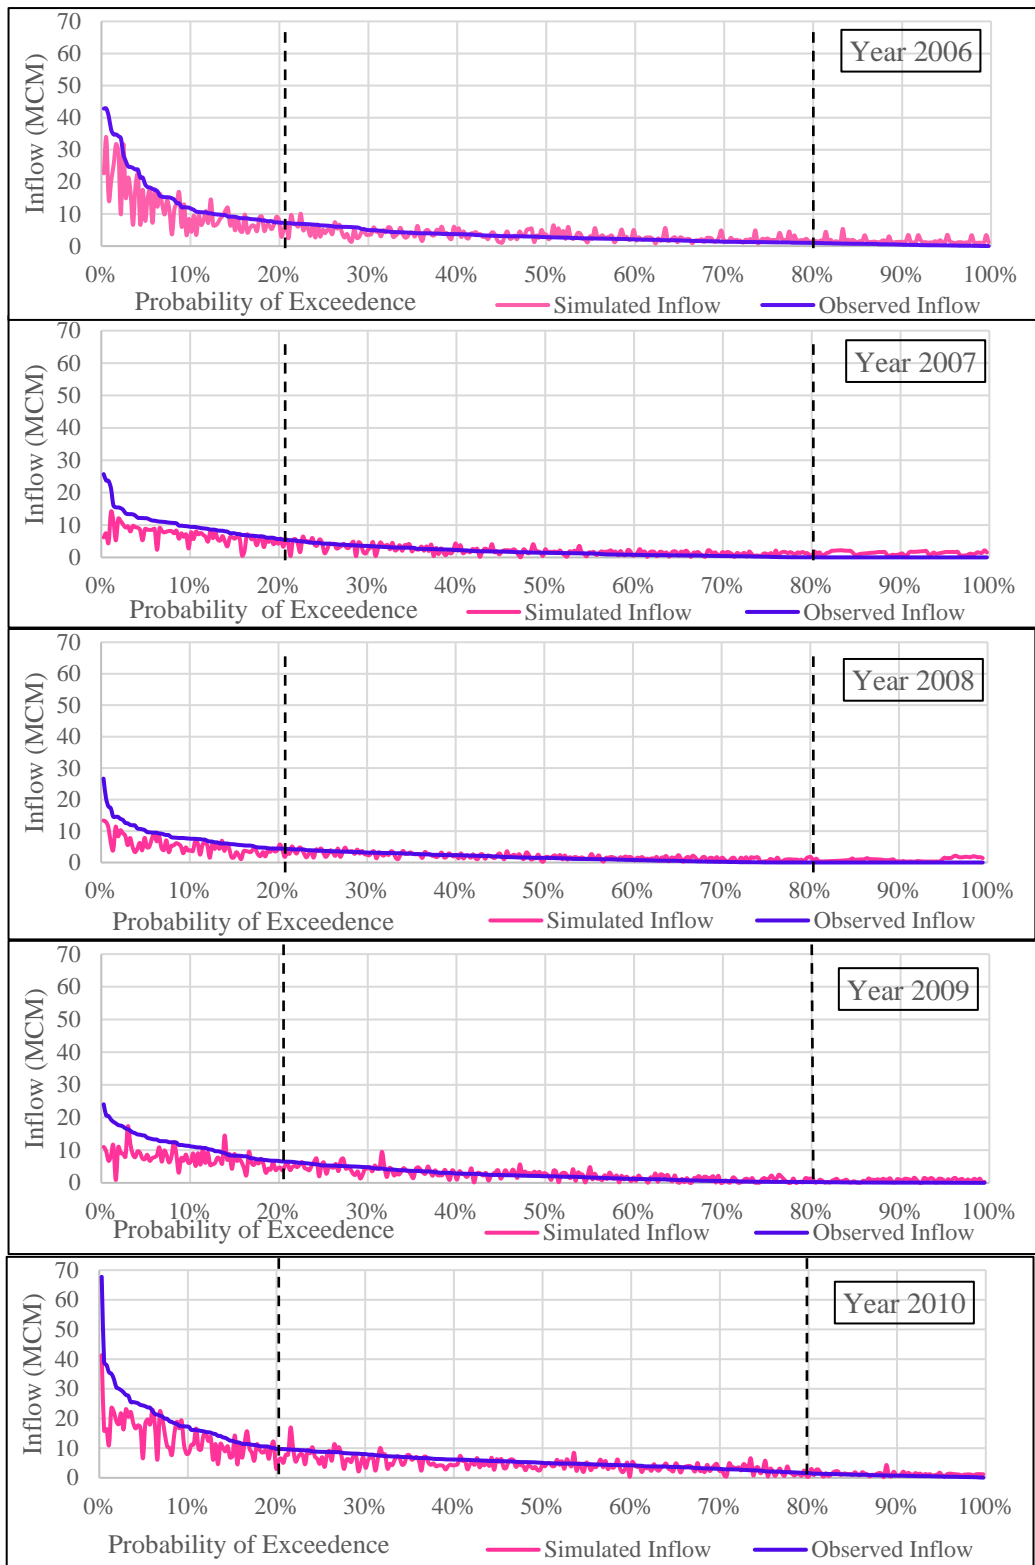 70
60
50
40
30
20
10
0
Inflow (MCM)
Year 2006
0% 10% 20% 30% 40% 50% 60% 70% 80% 90% 100%
Probability of Exceedence
Simulated Inflow Observed Inflow
70
60
50
40
30
20
10
0
Inflow (MCM)
Year 2007
0% 10% 20% 30% 40% 50% 60% 70% 80% 90% 100%
Probability of Exceedence
Simulated Inflow Observed Inflow
70
60
50
40
30
20
10
0
Inflow (MCM)
Year 2008
0% 10% 20% 30% 40% 50% 60% 70% 80% 90% 100%
Probability of Exceedence
Simulated Inflow Observed Inflow
70
60
50
40
30
20
10
0
Inflow (MCM)
Year 2009
0% 10% 20% 30% 40% 50% 60% 70% 80% 90% 100%
Probability of Exceedence
Simulated Inflow Observed Inflow
70
60
50
40
30
20
10
0
Inflow (MCM)
Year 2010
0% 10% 20% 30% 40% 50% 60% 70% 80% 90% 100%
Probability of Exceedence
Simulated Inflow Observed Inflow